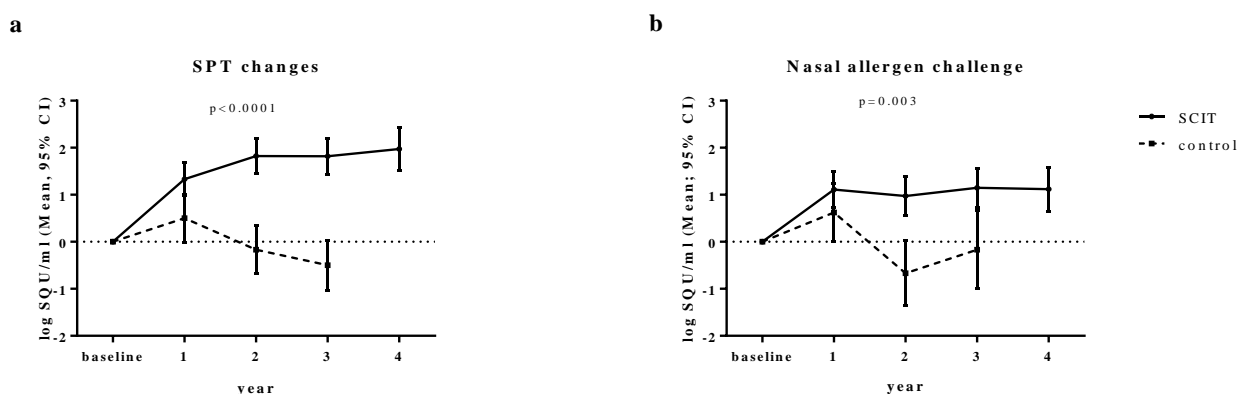 a
SPT changes
p<0.0001
log SQU/ml (Mean, 95% CI)
3
2
1
0
-1
-2
baseline 1 2 3 4
year
b
Nasal allergen challenge
p=0.003
log SQU/ml (Mean; 95% CI)
3
2
1
0
-1
-2
baseline 1 2 3 4
year
SCIT
control